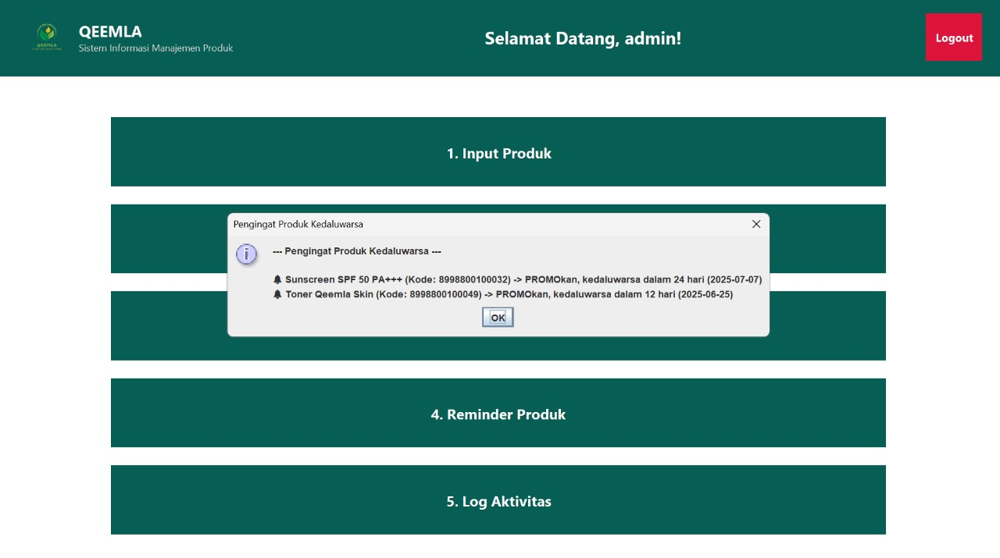 QEEMLA
QEEMLA
Sistem Informasi Manajemen Produk
Selamat Datang, admin!
Logout
1. Input Produk
Pengingat Produk Kedaluwarsa
--- Pengingat Produk Kedaluwarsa ---
Sunscreen SPF 50 PA+++ (Kode: 8998800100032) -> PROMOkan, kedaluwarsa dalam 24 hari (2025-07-07)
Toner Qeemla Skin (Kode: 8998800100049) -> PROMOkan, kedaluwarsa dalam 12 hari (2025-06-25)
OK
4. Reminder Produk
5. Log Aktivitas